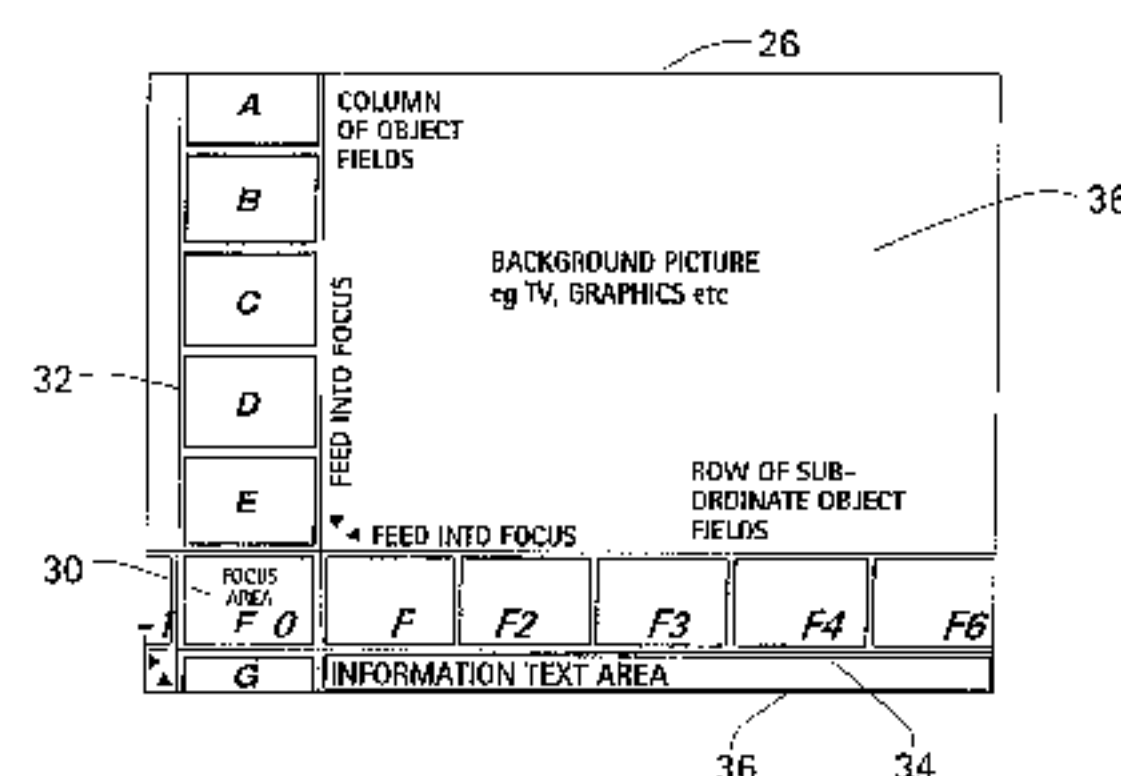 26
A
COLUMN
OF OBJECT
FIELDS
B
36
BACKGROUND PICTURE
eg TV, GRAPHICS etc
C
FEED INTO FOCUS
32
D
E
ROW OF SUB-
ORDINATE OBJECT
FIELDS
FEED INTO FOCUS
30
FOCUS
AREA
-1
F 0
F
F2
F3
F4
F6
G
INFORMATION TEXT AREA
36
34